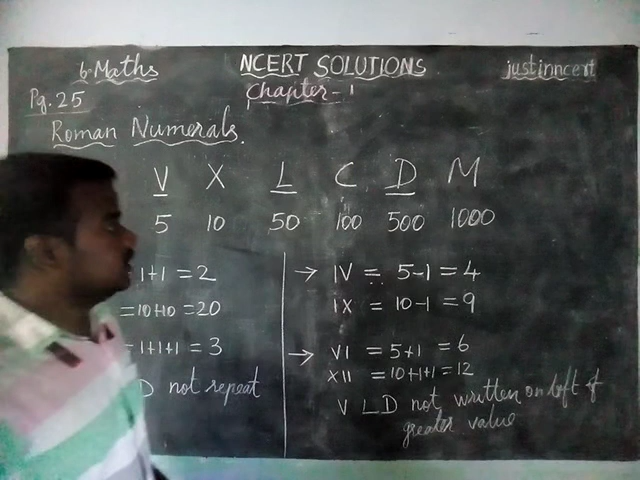 6-Maths NCERT SOLUTIONS justinncert
Pg. 25 Chapter-1
Roman Numerals.
V X L C D M
5 10 50 100 500 1000
1+1 = 2
= 10+10 = 20
= 1+1+1 = 3
D not repeat
→ IV = 5-1 = 4
IX = 10-1 = 9
→ VI = 5+1 = 6
XII = 10+1+1 = 12
V L D not written on left of
greater value